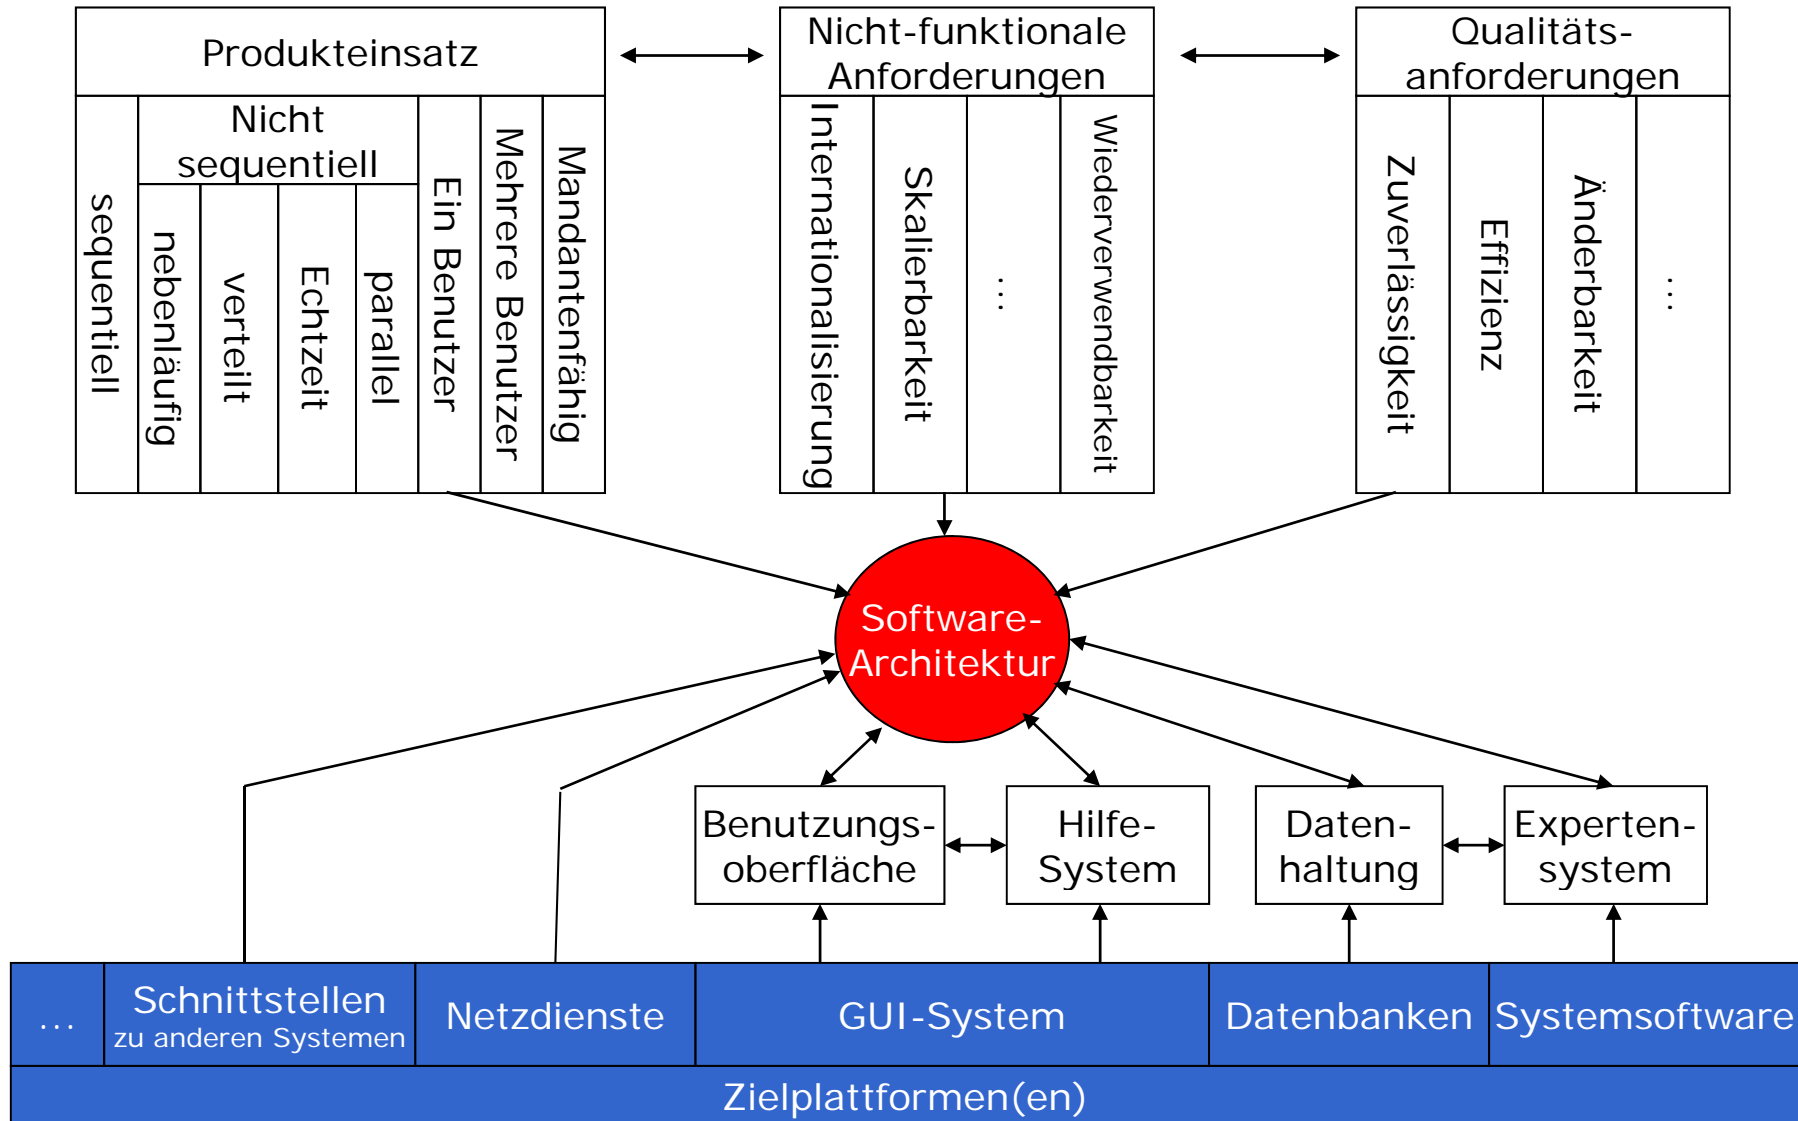 Produkteinsatz
Nicht-funktionale
Anforderungen
Qualitäts-
anforderungen
sequentiell
Nicht
sequentiell
nebenläufig
verteilt
Echtzeit
parallel
Ein Benutzer
Mehrere Benutzer
Mandantenfähig
Internationalisierung
Skalierbarkeit
...
Wiederverwendbarkeit
Zuverlässigkeit
Effizienz
Änderbarkeit
...
Software-
Architektur
Benutzungs-
oberfläche
Hilfe-
System
Daten-
haltung
Experten-
system
...
Schnittstellen
zu anderen Systemen
Netzdienste
GUI-System
Datenbanken
Systemsoftware
Zielplattformen(en)